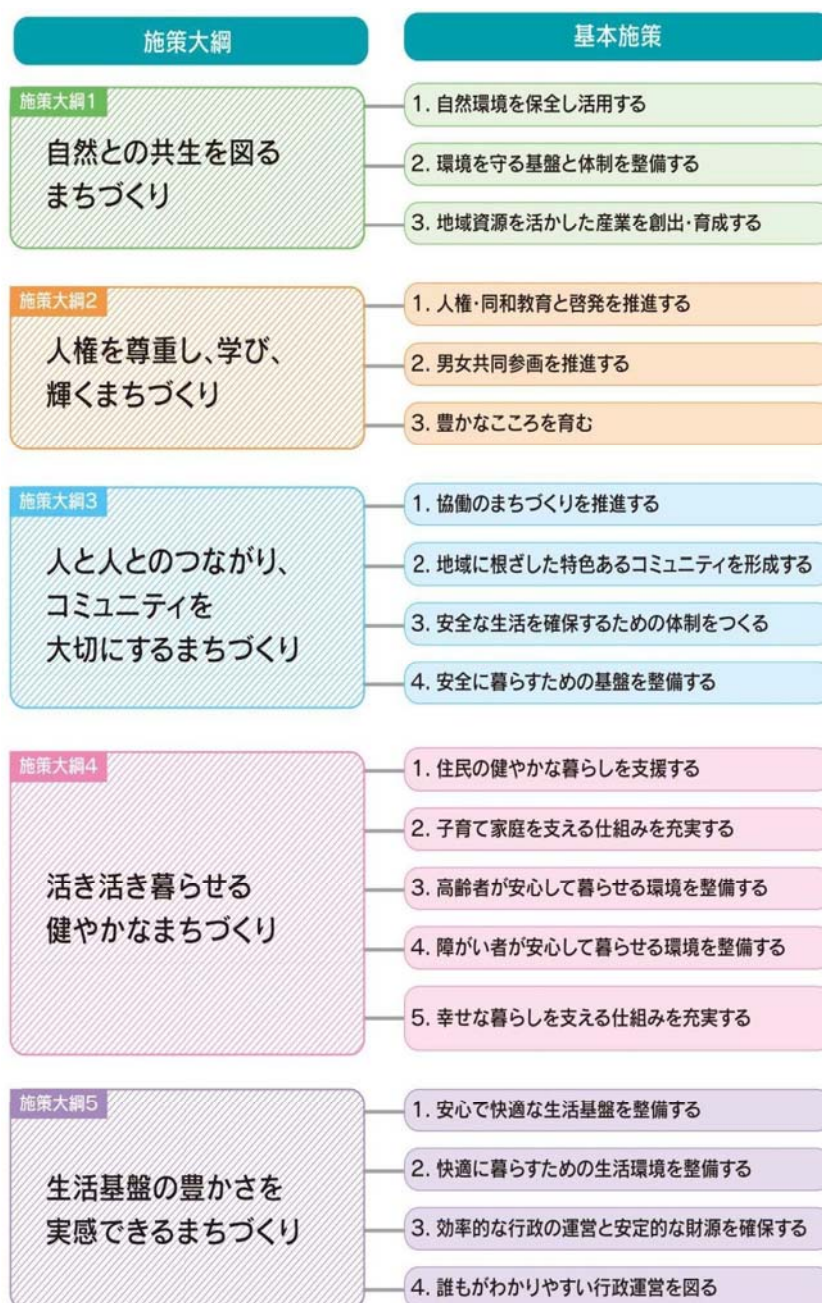 施策大綱
基本施策
施策大綱1
自然との共生を図る
まちづくり
1. 自然環境を保全し活用する
2. 環境を守る基盤と体制を整備する
3. 地域資源を活かした産業を創出・育成する
施策大綱2
人権を尊重し、学び、
輝くまちづくり
1. 人権・同和教育と啓発を推進する
2. 男女共同参画を推進する
3. 豊かなこころを育む
施策大綱3
人と人とのつながり、
コミュニティを
大切にするまちづくり
1. 協働のまちづくりを推進する
2. 地域に根ざした特色あるコミュニティを形成する
3. 安全な生活を確保するための体制をつくる
4. 安全に暮らすための基盤を整備する
施策大綱4
活き活き暮らせる
健やかなまちづくり
1. 住民の健やかな暮らしを支援する
2. 子育て家庭を支える仕組みを充実する
3. 高齢者が安心して暮らせる環境を整備する
4. 障がい者が安心して暮らせる環境を整備する
5. 幸せな暮らしを支える仕組みを充実する
施策大綱5
生活基盤の豊かさを
実感できるまちづくり
1. 安心で快適な生活基盤を整備する
2. 快適に暮らすための生活環境を整備する
3. 効率的な行政の運営と安定的な財源を確保する
4. 誰もがわかりやすい行政運営を図る